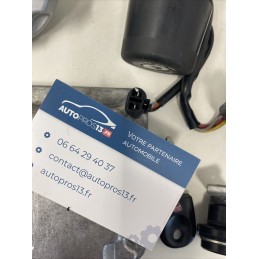 AUTOPROS13.FR
VOTRE PARTENAIRE
AUTOMOBILE
06 64 29 40 37
contact@autopros13.fr
autopros13.fr